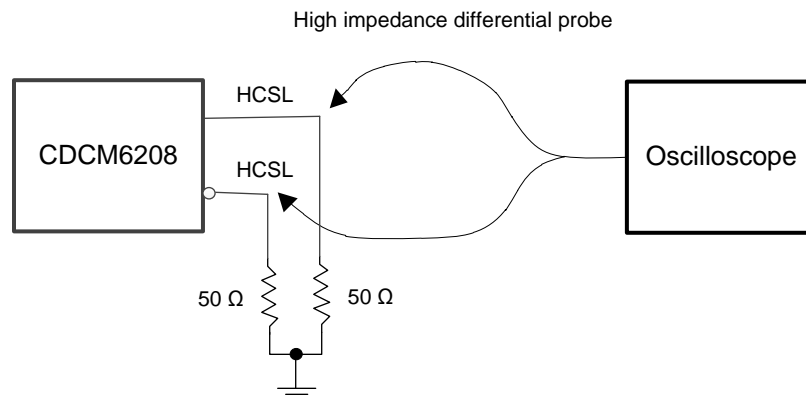 High impedance differential probe
HCSL
CDCM6208
HCSL
Oscilloscope
50 Ω
50 Ω